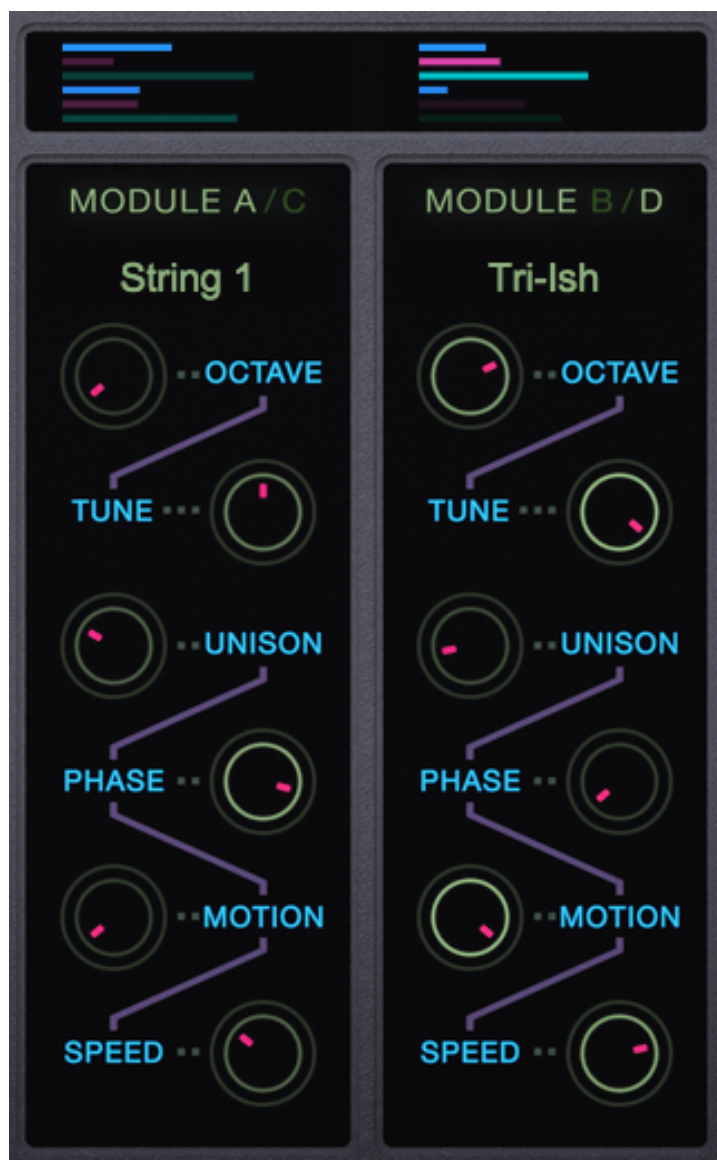 MODULE A/C
String 1
OCTAVE
TUNE
UNISON
PHASE
MOTION
SPEED
MODULE B/D
Tri-Ish
OCTAVE
TUNE
UNISON
PHASE
MOTION
SPEED